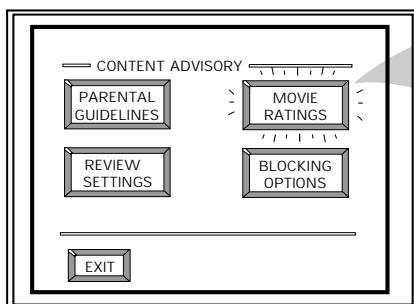 CONTENT ADVISORY
PARENTAL
GUIDELINES
MOVIE
RATINGS
REVIEW
SETTINGS
BLOCKING
OPTIONS
EXIT